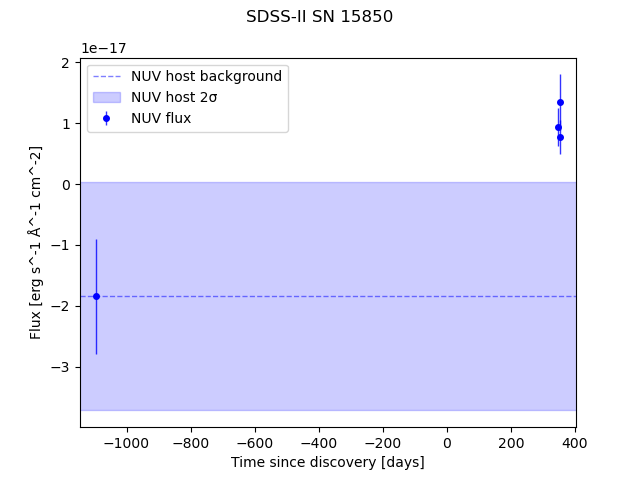 SDSS-II SN 15850
1e−17
NUV host background
NUV host 2σ
NUV flux
2
1
0
−1
−2
−3
Flux [erg s^-1 Å^-1 cm^-2]
−1000 −800 −600 −400 −200 0 200 400
Time since discovery [days]